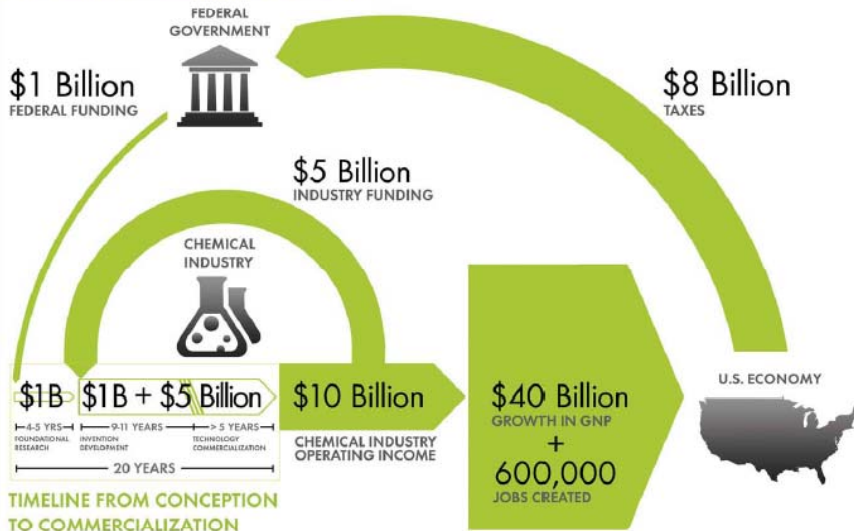 FEDERAL
GOVERNMENT
$1 Billion
FEDERAL FUNDING
$8 Billion
TAXES
$5 Billion
INDUSTRY FUNDING
CHEMICAL
INDUSTRY
$1B
$1B + $5 Billion
4-5 YRS
FOUNDATIONAL
RESEARCH
9-11 YEARS
INVENTION
DEVELOPMENT
> 5 YEARS
TECHNOLOGY
COMMERCIALIZATION
20 YEARS
TIMELINE FROM CONCEPTION
TO COMMERCIALIZATION
$10 Billion
CHEMICAL INDUSTRY
OPERATING INCOME
$40 Billion
GROWTH IN GNP
+
600,000
JOBS CREATED
U.S. ECONOMY